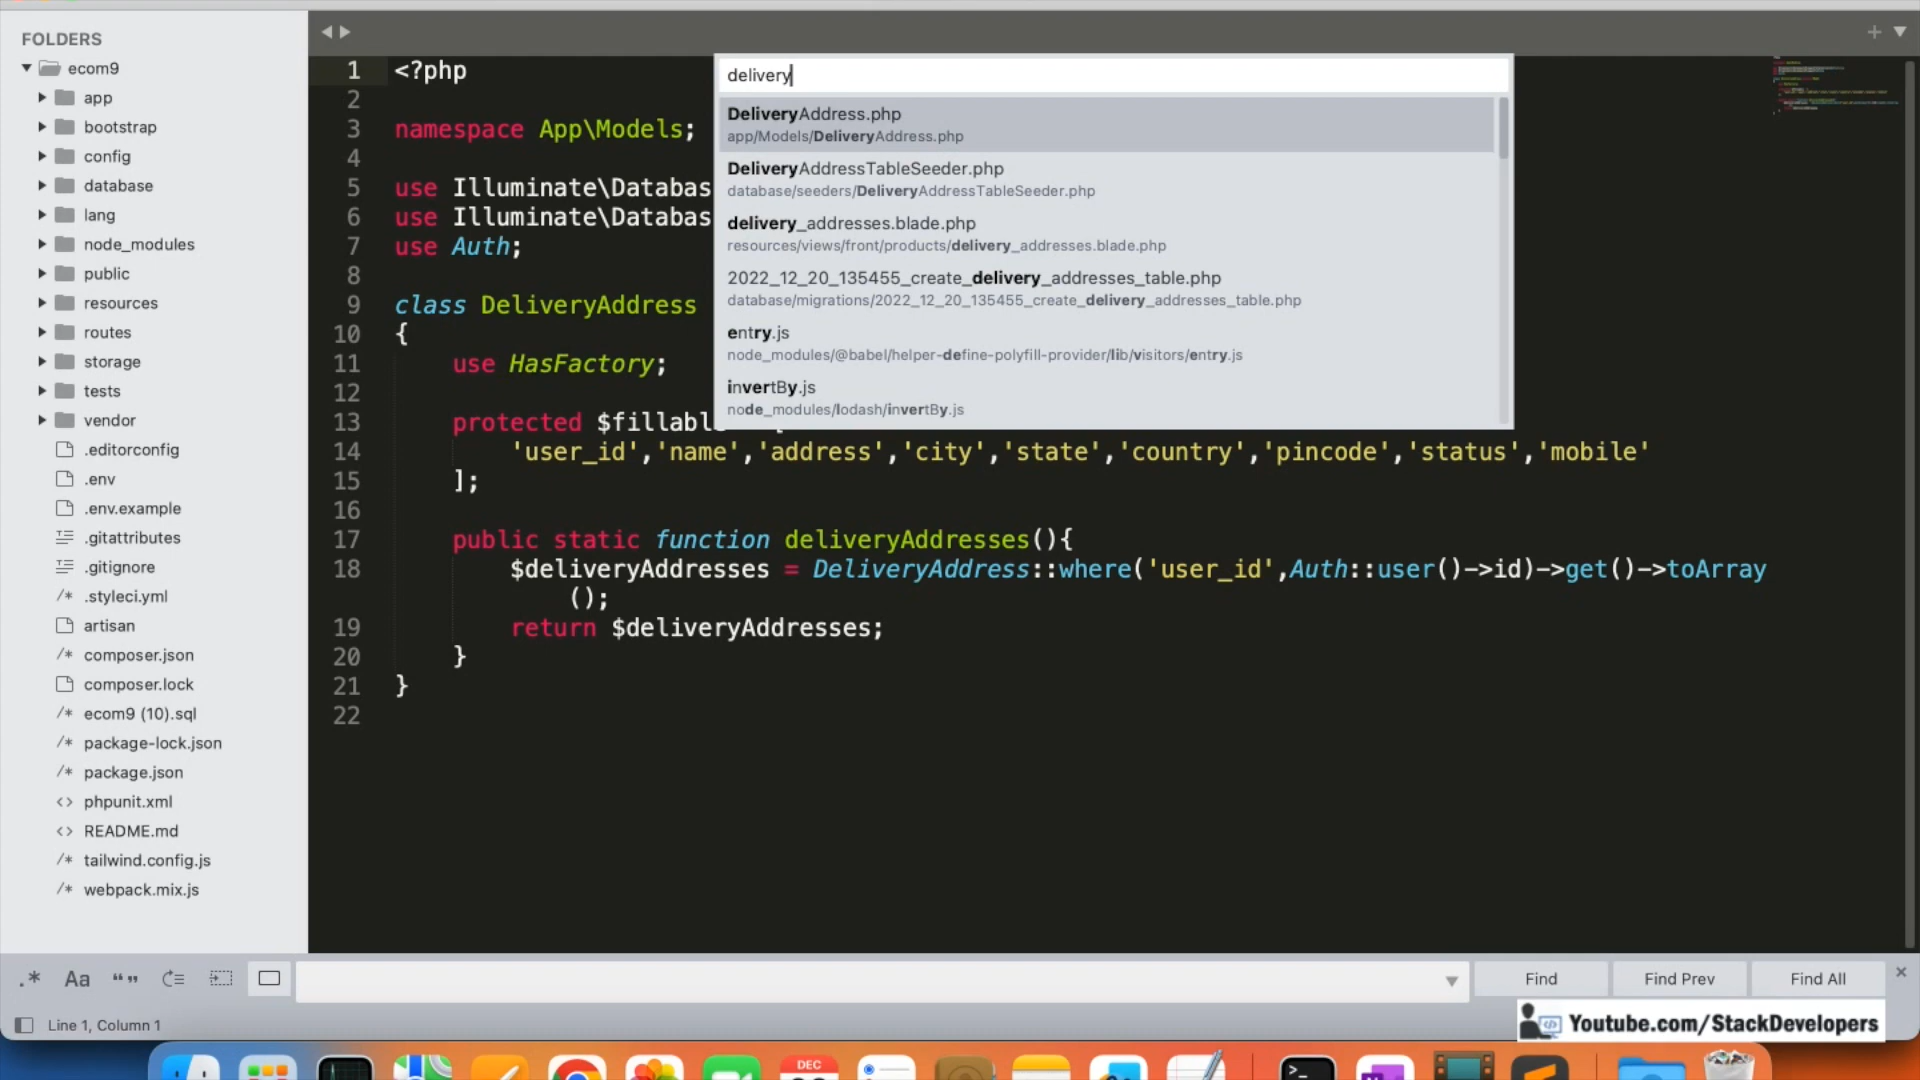 FOLDERS
ecom9
app
bootstrap
config
database
lang
node_modules
public
resources
routes
storage
tests
vendor
.editorconfig
.env
.env.example
.gitattributes
.gitignore
/* .styleci.yml
artisan
/* composer.json
composer.lock
/* ecom9 (10).sql
/* package-lock.json
/* package.json
<> phpunit.xml
<> README.md
/* tailwind.config.js
/* webpack.mix.js
delivery
DeliveryAddress.php
app/Models/DeliveryAddress.php
DeliveryAddressTableSeeder.php
database/seeders/DeliveryAddressTableSeeder.php
delivery_addresses.blade.php
resources/views/front/products/delivery_addresses.blade.php
2022_12_20_135455_create_delivery_addresses_table.php
database/migrations/2022_12_20_135455_create_delivery_addresses_table.php
entry.js
node_modules/@babel/helper-define-polyfill-provider/lib/visitors/entry.js
invertBy.js
node_modules/lodash/invertBy.js
1 <?php
2
3 namespace App\Models;
4
5 use Illuminate\Databas
6 use Illuminate\Databas
7 use Auth;
8
9 class DeliveryAddress
10 {
11 use HasFactory;
12
13 protected $fillabl
14 'user_id','name','address','city','state','country','pincode','status','mobile'
15 ];
16
17 public static function deliveryAddresses(){
18 $deliveryAddresses = DeliveryAddress::where('user_id',Auth::user()->id)->get()->toArray
();
19 return $deliveryAddresses;
20 }
21 }
22
.* Aa “” Find Find Prev Find All
Line 1, Column 1
Youtube.com/StackDevelopers
DEC